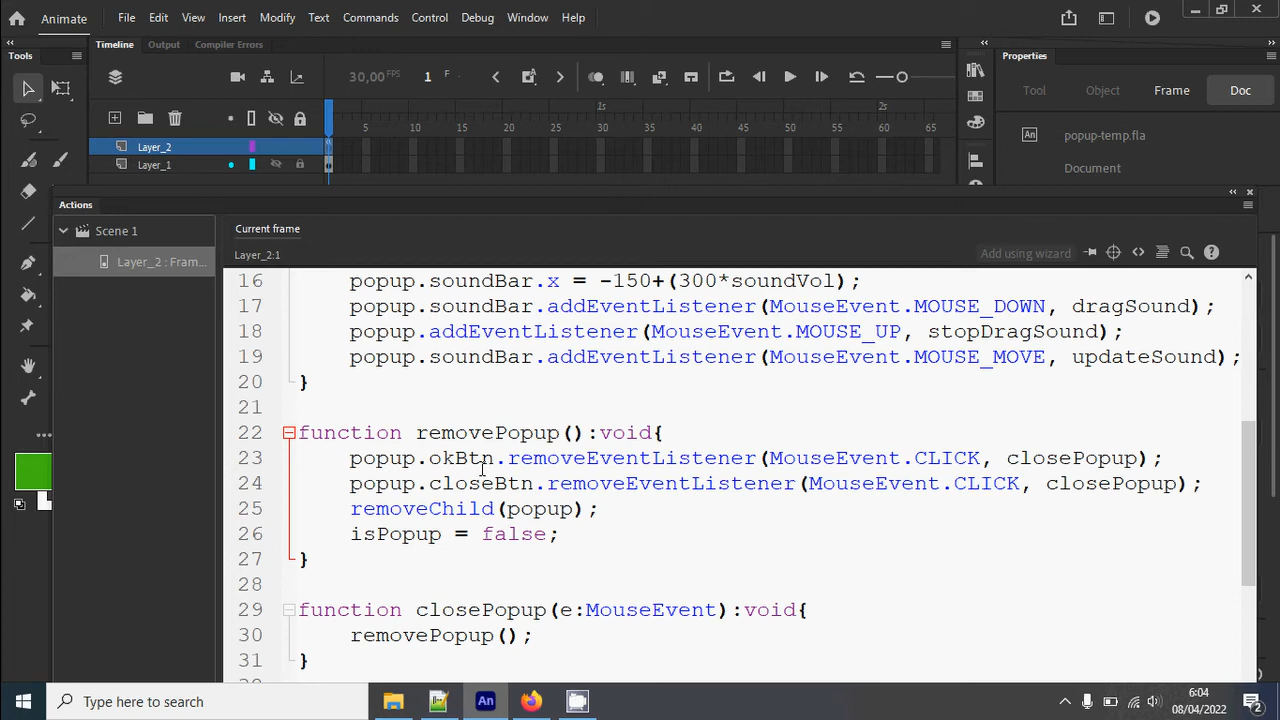 Animate File Edit View Insert Modify Text Commands Control Debug Window Help
Tools
Timeline Output Compiler Errors
30,00 FPS 1 F
1s 2s
5 10 15 20 25 30 35 40 45 50 55 60 65
Layer_2
Layer_1
Properties
Tool Object Frame Doc
An popup-temp.fla
Document
Actions
Scene 1
Layer_2 : Fram...
Current frame
Layer_2:1
Add using wizard
16 popup.soundBar.x = -150+(300*soundVol);
17 popup.soundBar.addEventListener(MouseEvent.MOUSE_DOWN, dragSound);
18 popup.addEventListener(MouseEvent.MOUSE_UP, stopDragSound);
19 popup.soundBar.addEventListener(MouseEvent.MOUSE_MOVE, updateSound);
20 }
21
22 function removePopup():void{
23 popup.okBtn.removeEventListener(MouseEvent.CLICK, closePopup);
24 popup.closeBtn.removeEventListener(MouseEvent.CLICK, closePopup);
25 removeChild(popup);
26 isPopup = false;
27 }
28
29 function closePopup(e:MouseEvent):void{
30 removePopup();
31 }
Type here to search
An
6:04
08/04/2022
2